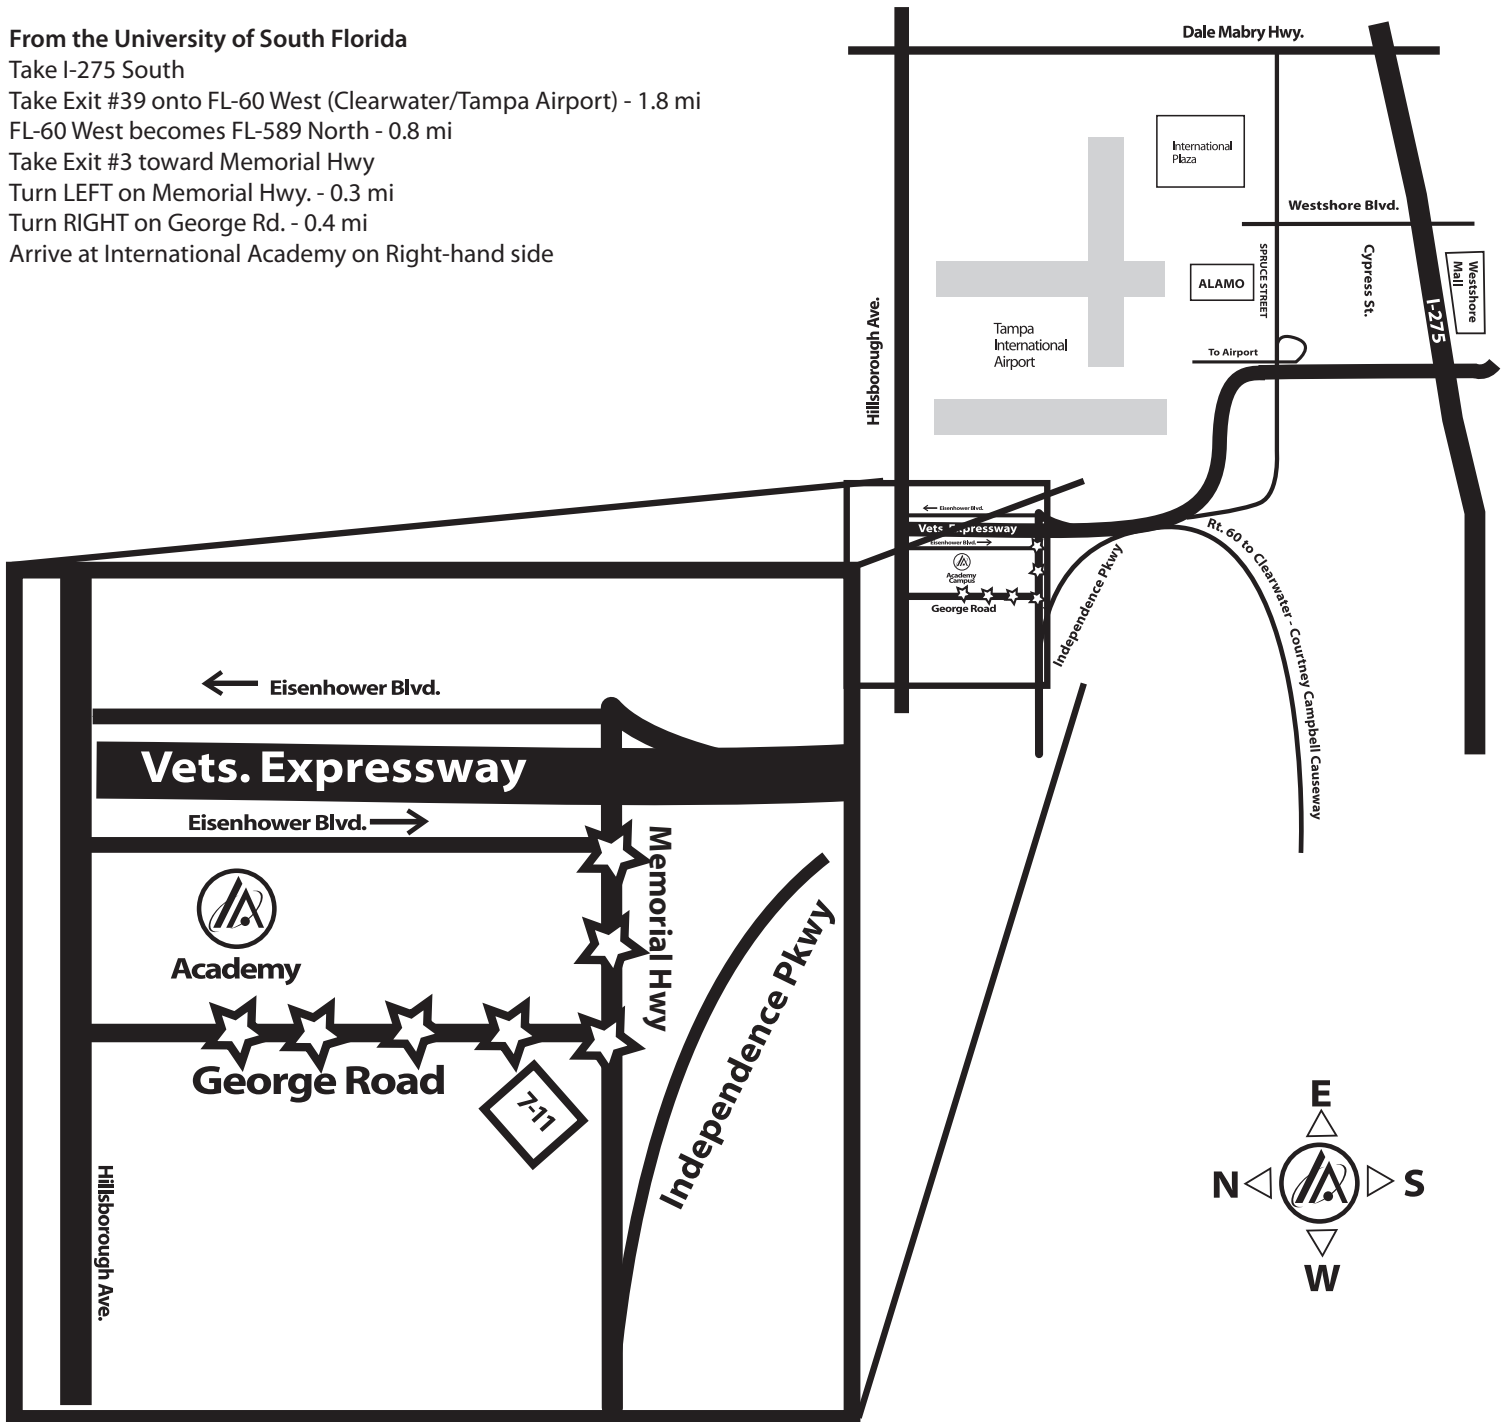 From the University of South Florida
Take I-275 South
Take Exit #39 onto FL-60 West (Clearwater/Tampa Airport) - 1.8 mi
FL-60 West becomes FL-589 North - 0.8 mi
Take Exit #3 toward Memorial Hwy
Turn LEFT on Memorial Hwy. - 0.3 mi
Turn RIGHT on George Rd. - 0.4 mi
Arrive at International Academy on Right-hand side
Dale Mabry Hwy.
International
Plaza
Westshore Blvd.
SPRUCE STREET
Cypress St.
Westshore
Mall
ALAMO
I-275
Hillsborough Ave.
Tampa
International
Airport
To Airport
Eisenhower Blvd.
Vets. Expressway
Eisenhower Blvd.
Academy
Campus
George Road
Independence Pkwy
Rt. 60 to Clearwater - Courtney Campbell Causeway
Eisenhower Blvd.
Vets. Expressway
Eisenhower Blvd.
Memorial Hwy
Academy
George Road
7-11
Independence Pkwy
Hillsborough Ave.
E
N
S
W